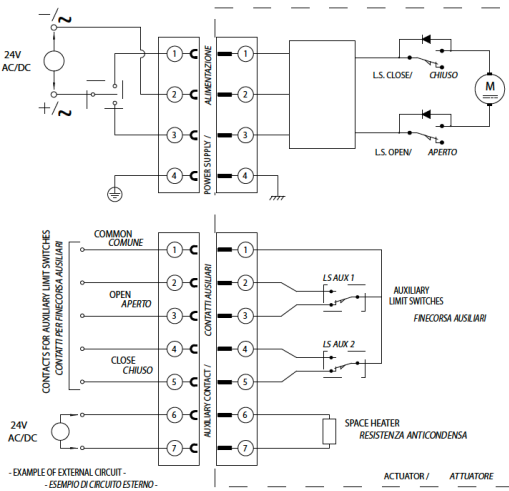 24V
AC/DC
1
2
3
4
POWER SUPPLY / ALIMENTAZIONE
1
2
3
4
L.S. CLOSE/ CHIUSO
M
L.S. OPEN/ APERTO
CONTACTS FOR AUXILIARY LIMIT SWITCHES
CONTATTI PER FINECORSA AUSILIARI
COMMON
COMUNE
OPEN
APERTO
CLOSE
CHIUSO
1
2
3
4
5
6
7
AUXILIARY CONTACT / CONTATTI AUSILIARI
1
2
3
4
5
6
7
LS AUX 1
LS AUX 2
AUXILIARY
LIMIT SWITCHES
FINECORSA AUSILIARI
24V
AC/DC
SPACE HEATER
RESISTENZA ANTICONDENSA
- EXAMPLE OF EXTERNAL CIRCUIT -
- ESEMPIO DI CIRCUITO ESTERNO -
ACTUATOR / ATTUATORE